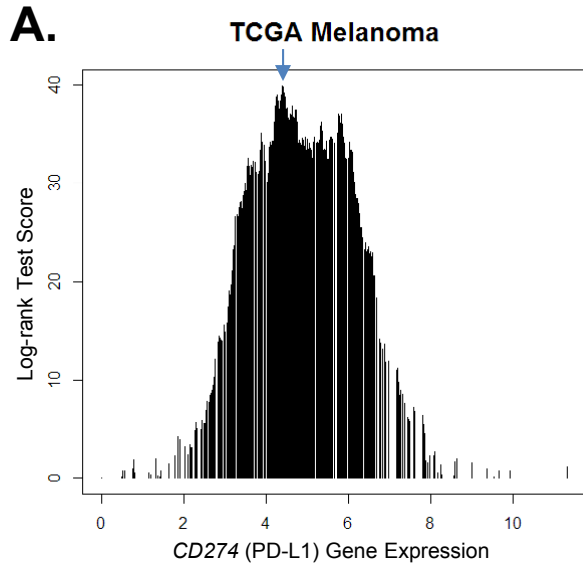 A.
TCGA Melanoma
Log-rank Test Score
40
30
20
10
0
0 2 4 6 8 10
CD274 (PD-L1) Gene Expression